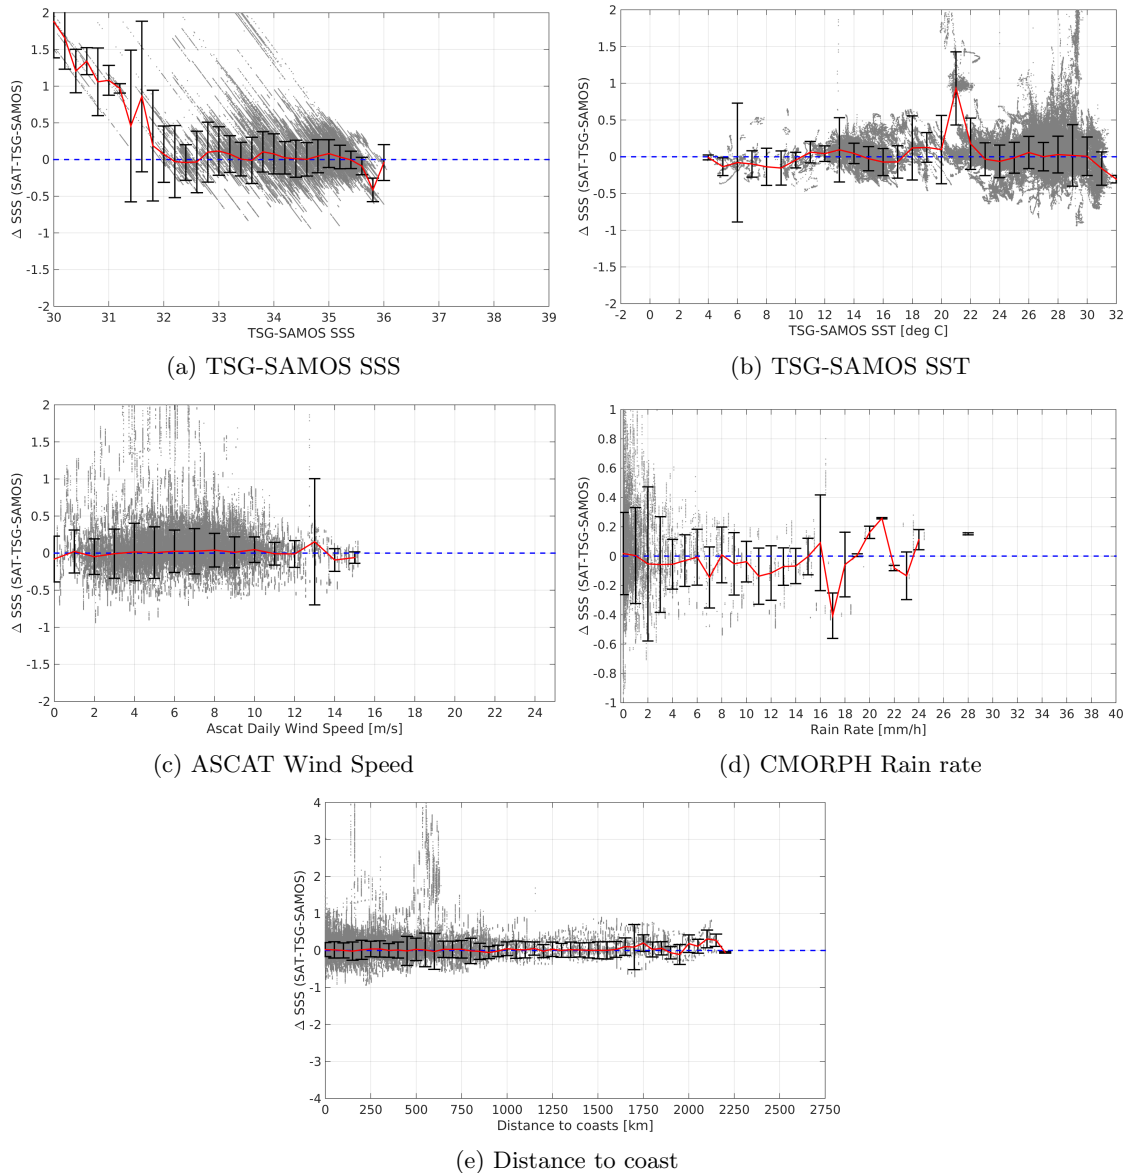 2
1.5
1
0.5
0
-0.5
-1
-1.5
-2
Δ SSS (SAT-TSG-SAMOS)
30 31 32 33 34 35 36 37 38 39
TSG-SAMOS SSS
(a) TSG-SAMOS SSS
2
1.5
1
0.5
0
-0.5
-1
-1.5
-2
Δ SSS (SAT-TSG-SAMOS)
-2 0 2 4 6 8 10 12 14 16 18 20 22 24 26 28 30 32
TSG-SAMOS SST [deg C]
(b) TSG-SAMOS SST
2
1.5
1
0.5
0
-0.5
-1
-1.5
-2
Δ SSS (SAT-TSG-SAMOS)
0 2 4 6 8 10 12 14 16 18 20 22 24
Ascat Daily Wind Speed [m/s]
(c) ASCAT Wind Speed
1
0.8
0.6
0.4
0.2
0
-0.2
-0.4
-0.6
-0.8
-1
Δ SSS (SAT-TSG-SAMOS)
0 2 4 6 8 10 12 14 16 18 20 22 24 26 28 30 32 34 36 38 40
Rain Rate [mm/h]
(d) CMORPH Rain rate
4
3
2
1
0
-1
-2
-3
-4
Δ SSS (SAT-TSG-SAMOS)
0 250 500 750 1000 1250 1500 1750 2000 2250 2500 2750
Distance to coasts [km]
(e) Distance to coast